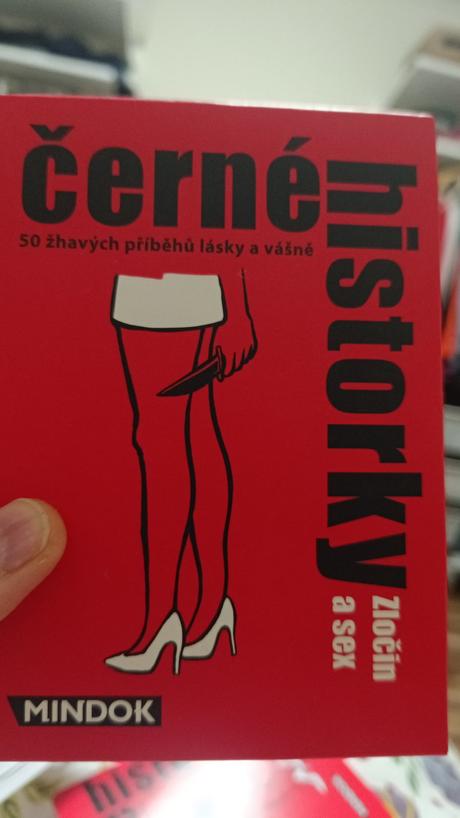 černé
historky
50 žhavých příběhů lásky a vášně
Zločin
a sex
MINDOK